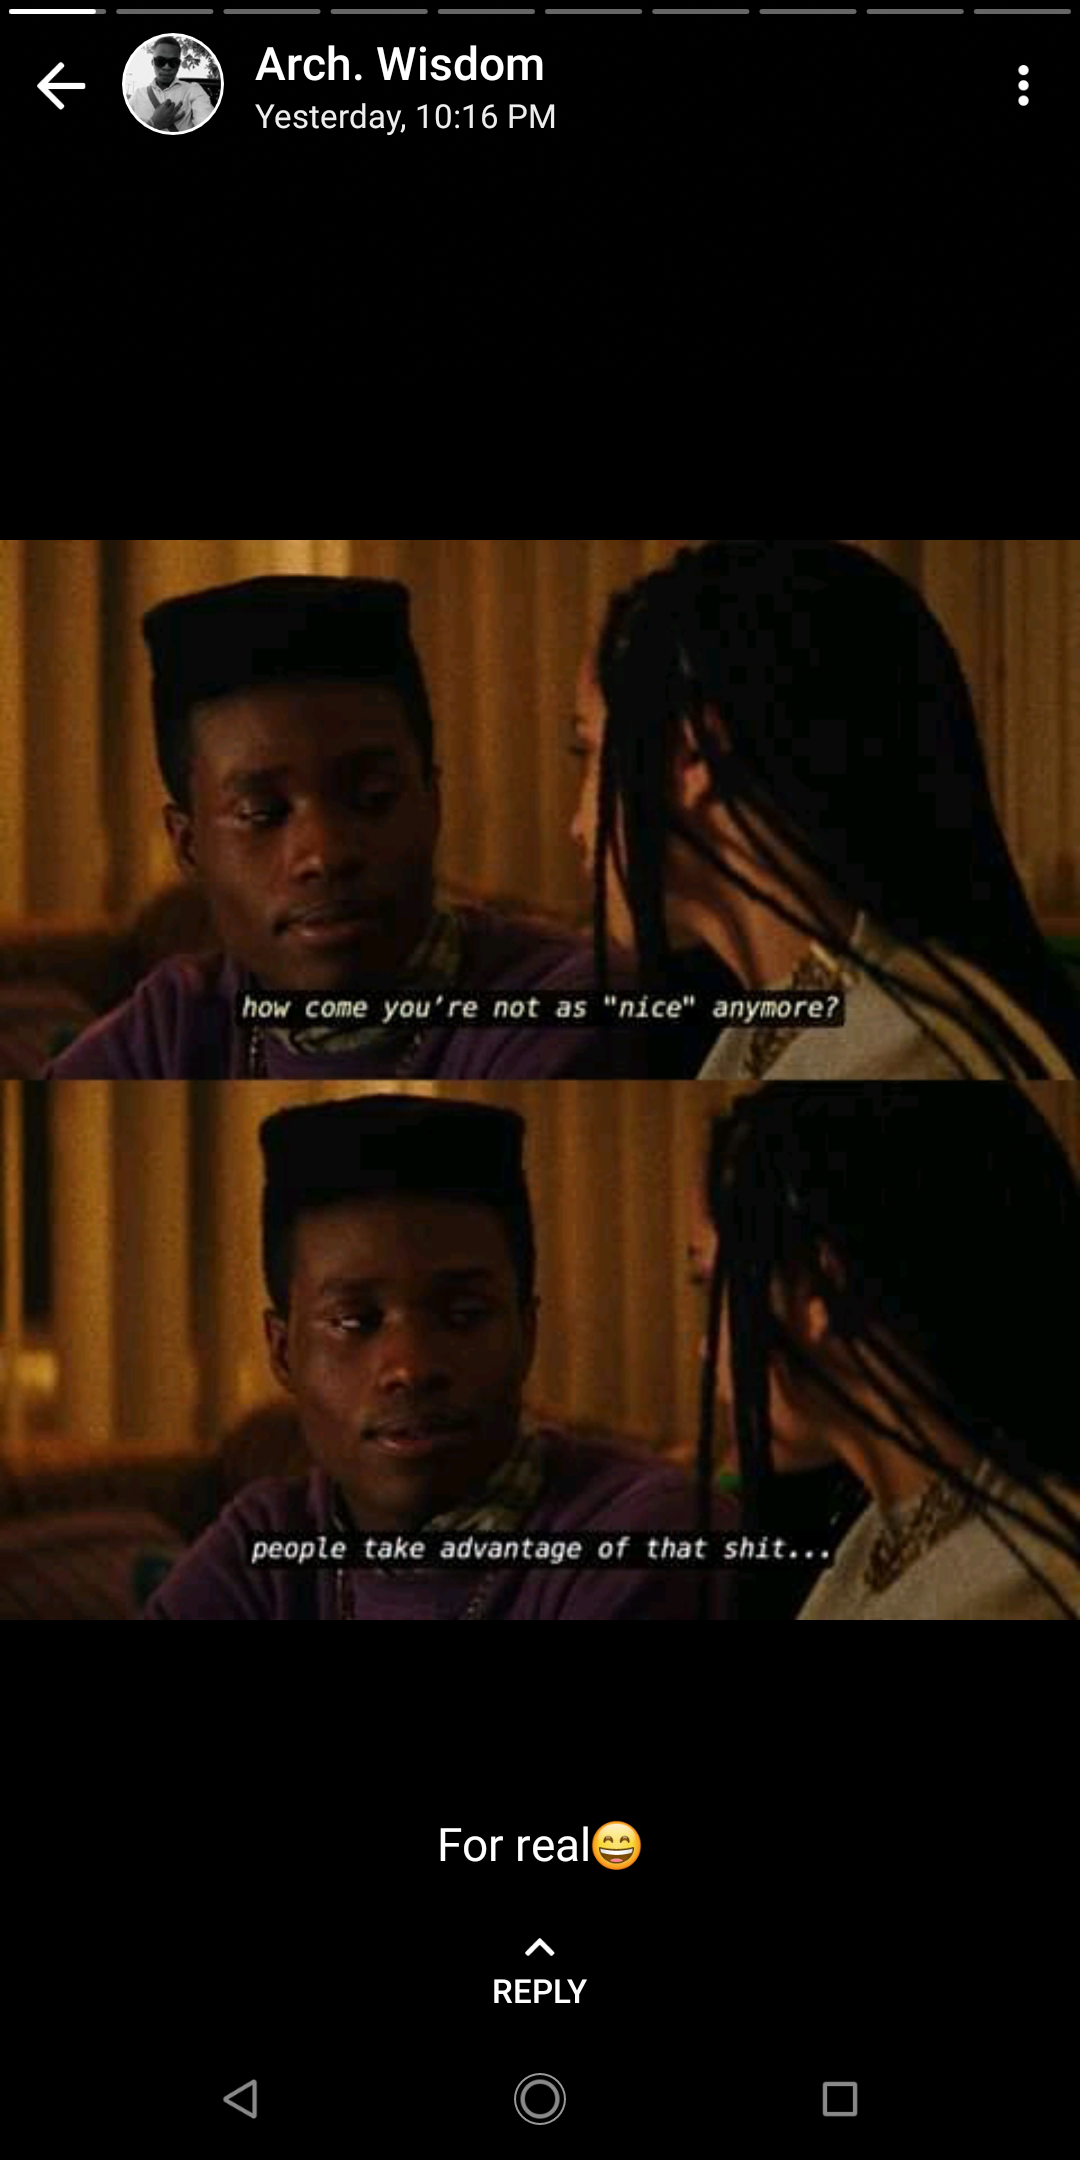 Arch. Wisdom
Yesterday, 10:16 PM
how come you're not as "nice" anymore?
people take advantage of that shit...
For real😄
REPLY